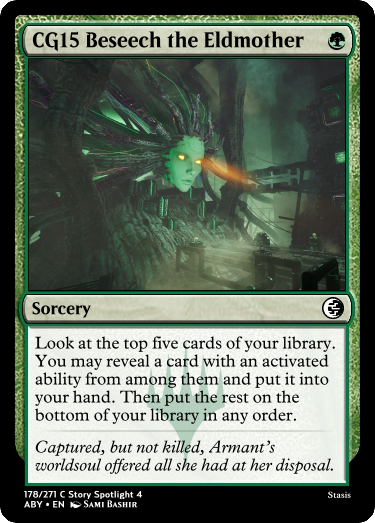 CG15 Beseech the Eldmother
Sorcery
Look at the top five cards of your library.
You may reveal a card with an activated
ability from among them and put it into
your hand. Then put the rest on the
bottom of your library in any order.
Captured, but not killed, Armant's
worldsoul offered all she had at her disposal.
178/271 C Story Spotlight 4
Stasis
ABY • EN Sami Bashir